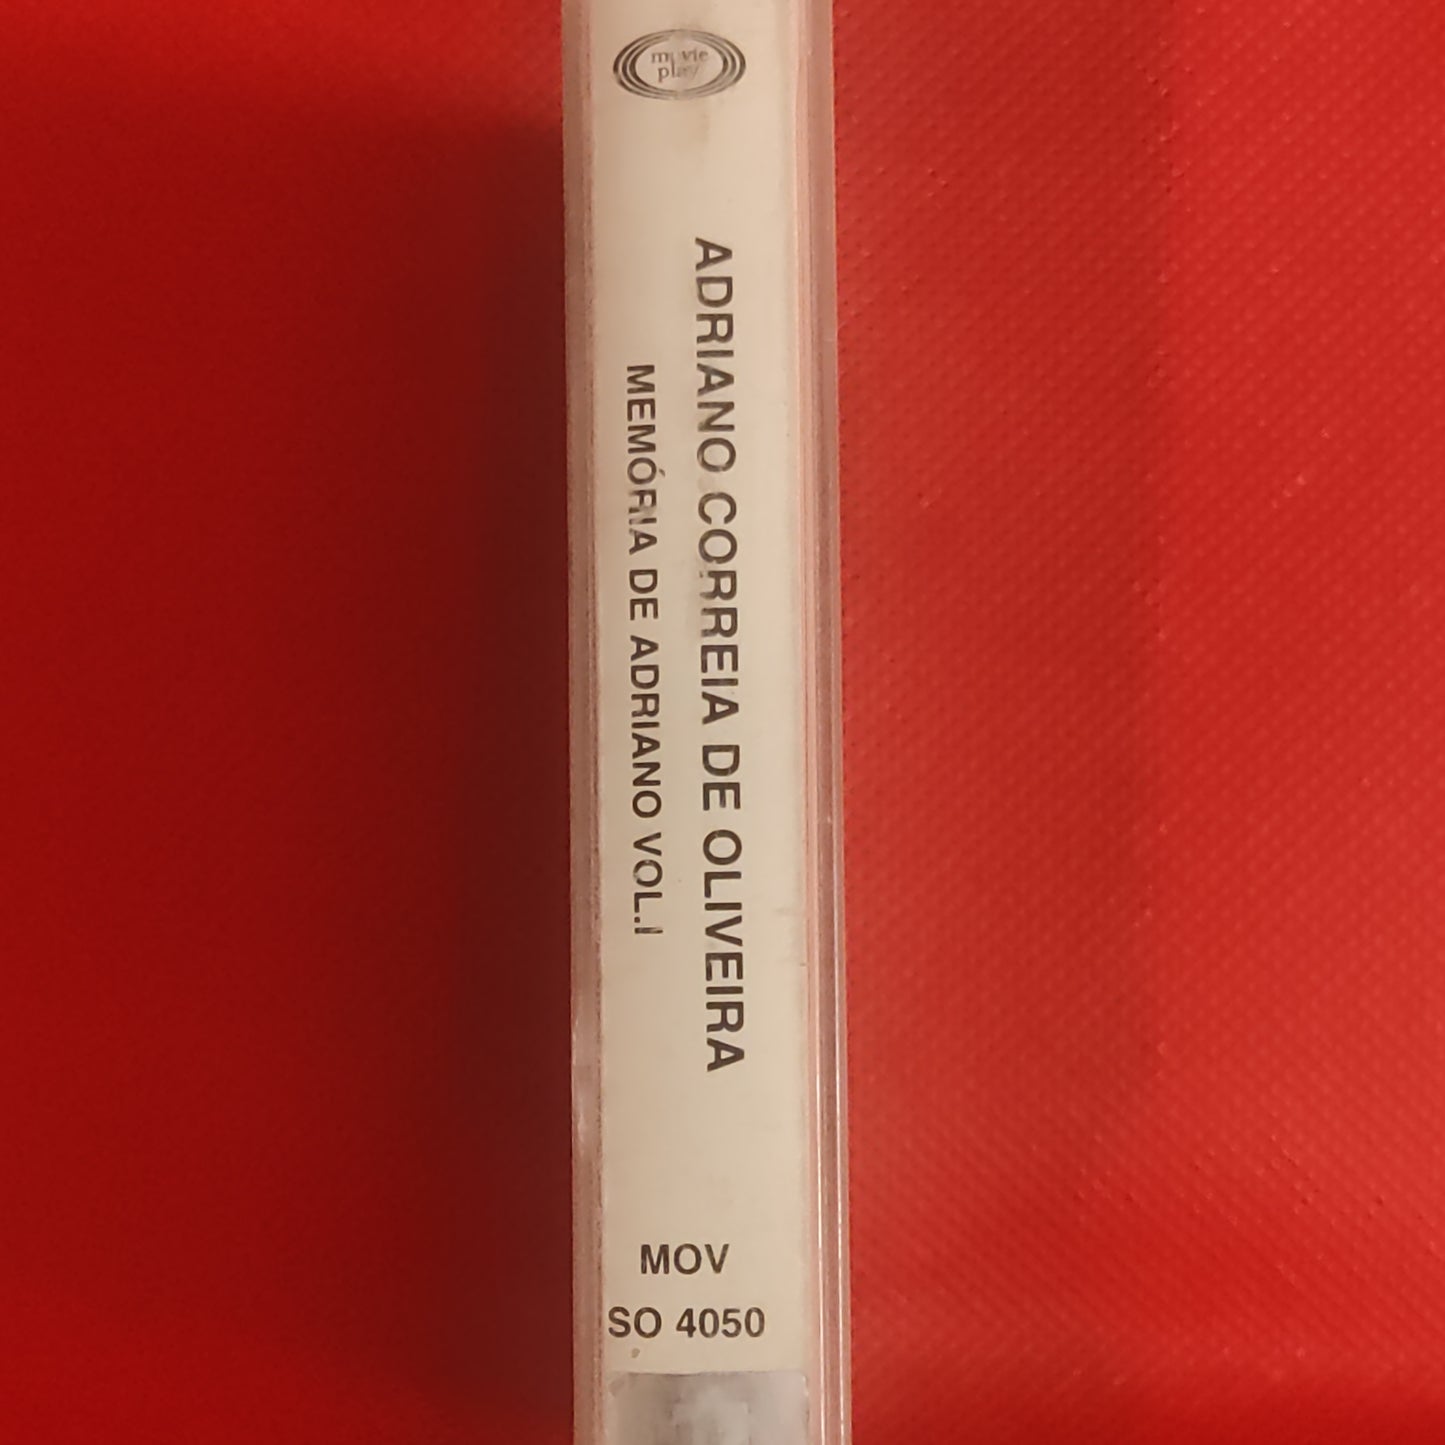 movie
play
ADRIANO CORREIA DE OLIVEIRA
MEMÓRIA DE ADRIANO VOL.I
MOV
SO 4050